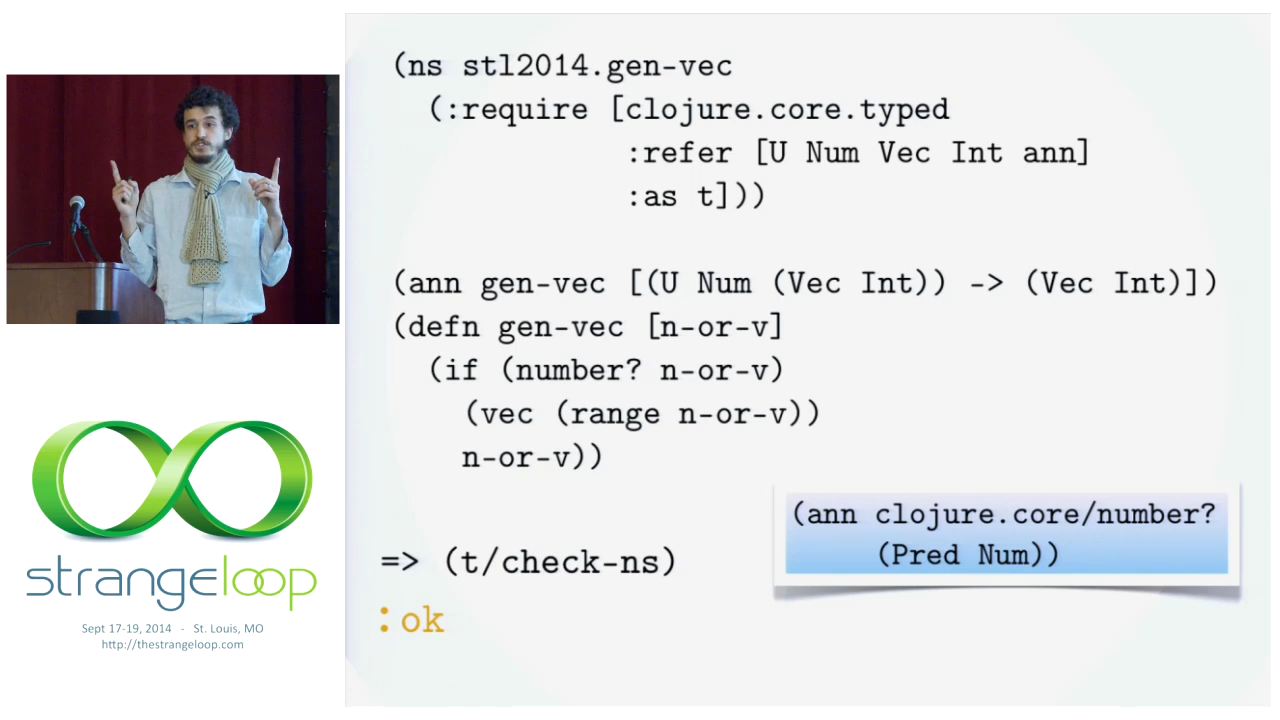 (ns stl2014.gen-vec
(:require [clojure.core.typed
:refer [U Num Vec Int ann]
:as t]))
(ann gen-vec [(U Num (Vec Int)) -> (Vec Int)])
(defn gen-vec [n-or-v]
(if (number? n-or-v)
(vec (range n-or-v))
n-or-v))
(ann clojure.core/number?
(Pred Num))
=> (t/check-ns)
:ok
strangeloop
Sept 17-19, 2014 - St. Louis, MO
http://thestrangeloop.com